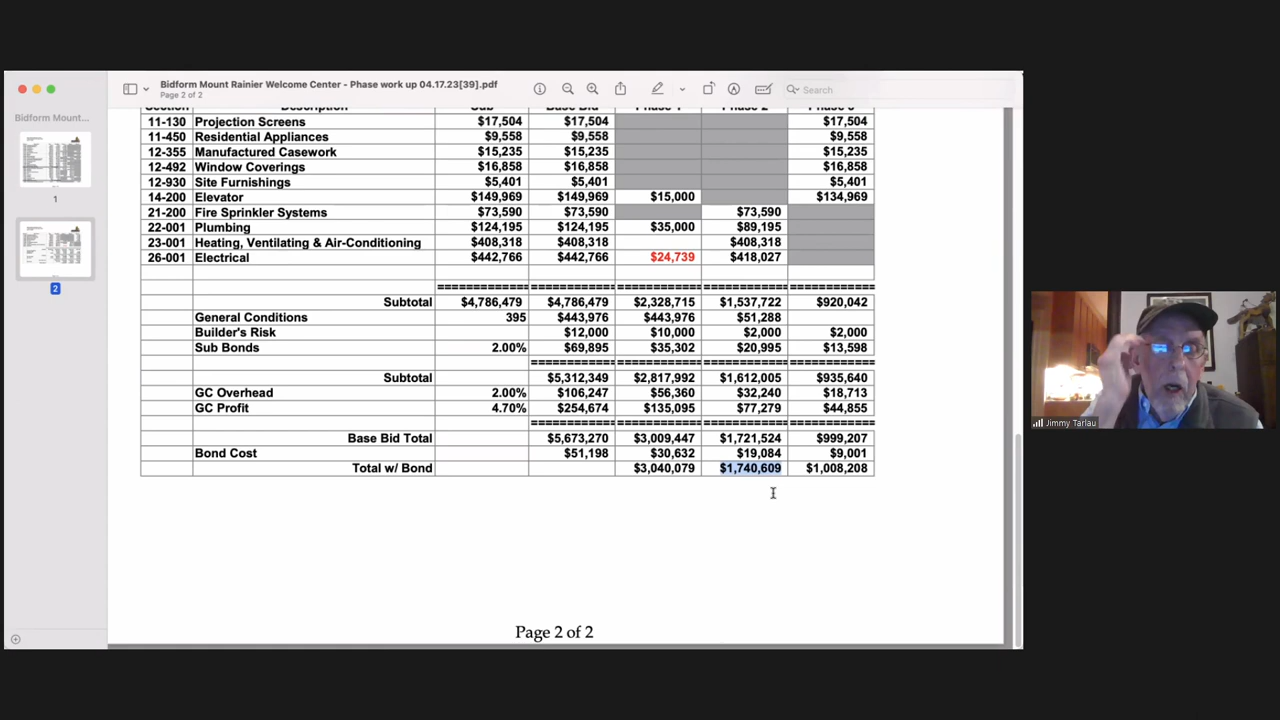 Bidform Mount Rainier Welcome Center - Phase work up 04.17.23[39].pdf
Page 2 of 2
Search
Bidform Mount...
1
2
Section Description Sub Base Bid Phase 1 Phase 2 Phase 3
11-130 Projection Screens $17,504 $17,504 $17,504
11-450 Residential Appliances $9,558 $9,558 $9,558
12-355 Manufactured Casework $15,235 $15,235 $15,235
12-492 Window Coverings $16,858 $16,858 $16,858
12-930 Site Furnishings $5,401 $5,401 $5,401
14-200 Elevator $149,969 $149,969 $15,000 $134,969
21-200 Fire Sprinkler Systems $73,590 $73,590 $73,590
22-001 Plumbing $124,195 $124,195 $35,000 $89,195
23-001 Heating, Ventilating & Air-Conditioning $408,318 $408,318 $408,318
26-001 Electrical $442,766 $442,766 $24,739 $418,027
Subtotal $4,786,479 $4,786,479 $2,328,715 $1,537,722 $920,042
General Conditions 395 $443,976 $443,976 $51,288
Builder's Risk $12,000 $10,000 $2,000 $2,000
Sub Bonds 2.00% $69,895 $35,302 $20,995 $13,598
Subtotal $5,312,349 $2,817,992 $1,612,005 $935,640
GC Overhead 2.00% $106,247 $56,360 $32,240 $18,713
GC Profit 4.70% $254,674 $135,095 $77,279 $44,855
Base Bid Total $5,673,270 $3,009,447 $1,721,524 $999,207
Bond Cost $51,198 $30,632 $19,084 $9,001
Total w/ Bond $3,040,079 $1,740,609 $1,008,208
Page 2 of 2
Jimmy Tarlau